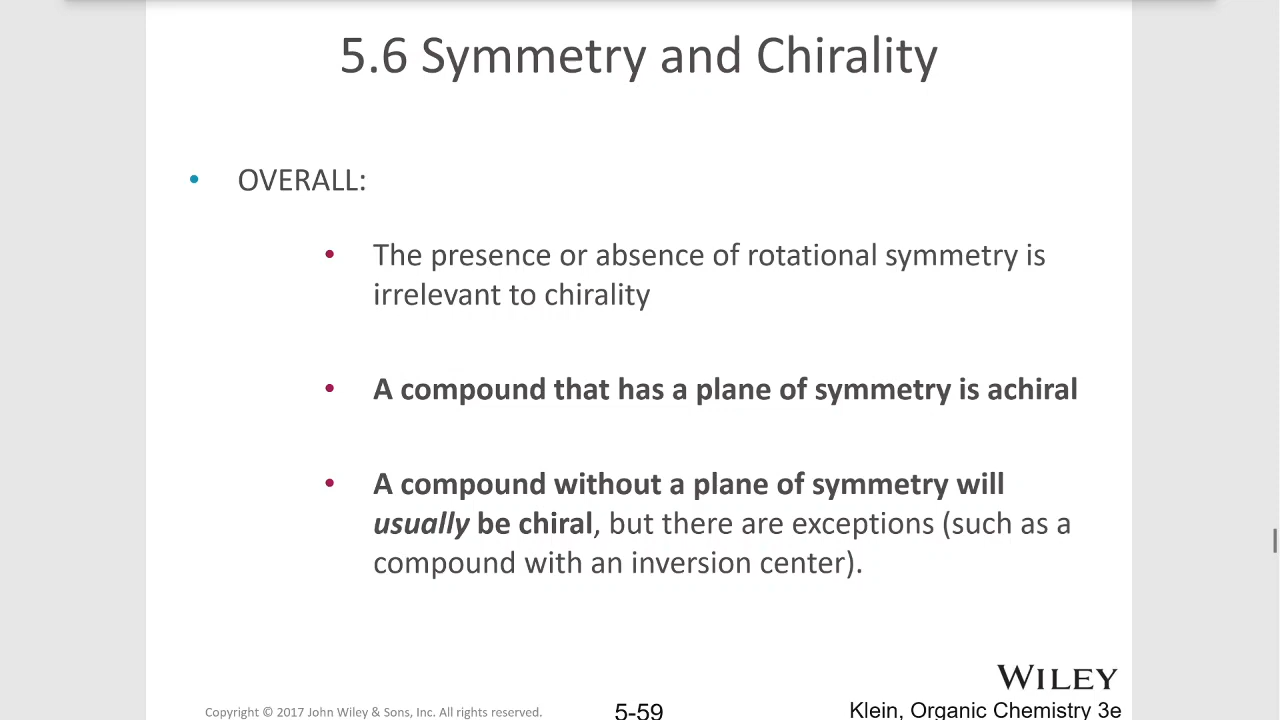 5.6 Symmetry and Chirality
• OVERALL:
• The presence or absence of rotational symmetry is
irrelevant to chirality
• A compound that has a plane of symmetry is achiral
• A compound without a plane of symmetry will
usually be chiral, but there are exceptions (such as a
compound with an inversion center).
WILEY
Copyright © 2017 John Wiley & Sons, Inc. All rights reserved.
5-59
Klein, Organic Chemistry 3e